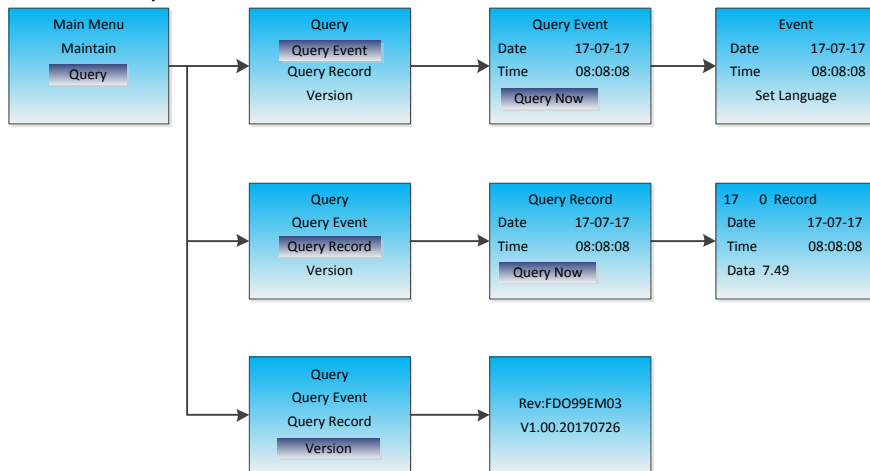 Main Menu
Maintain
Query
Query
Query Event
Query Record
Version
Query Event
Date 17-07-17
Time 08:08:08
Query Now
Event
Date 17-07-17
Time 08:08:08
Set Language
Query
Query Event
Query Record
Version
Query Record
Date 17-07-17
Time 08:08:08
Query Now
17 0 Record
Date 17-07-17
Time 08:08:08
Data 7.49
Query
Query Event
Query Record
Version
Rev:FDO99EM03
V1.00.20170726